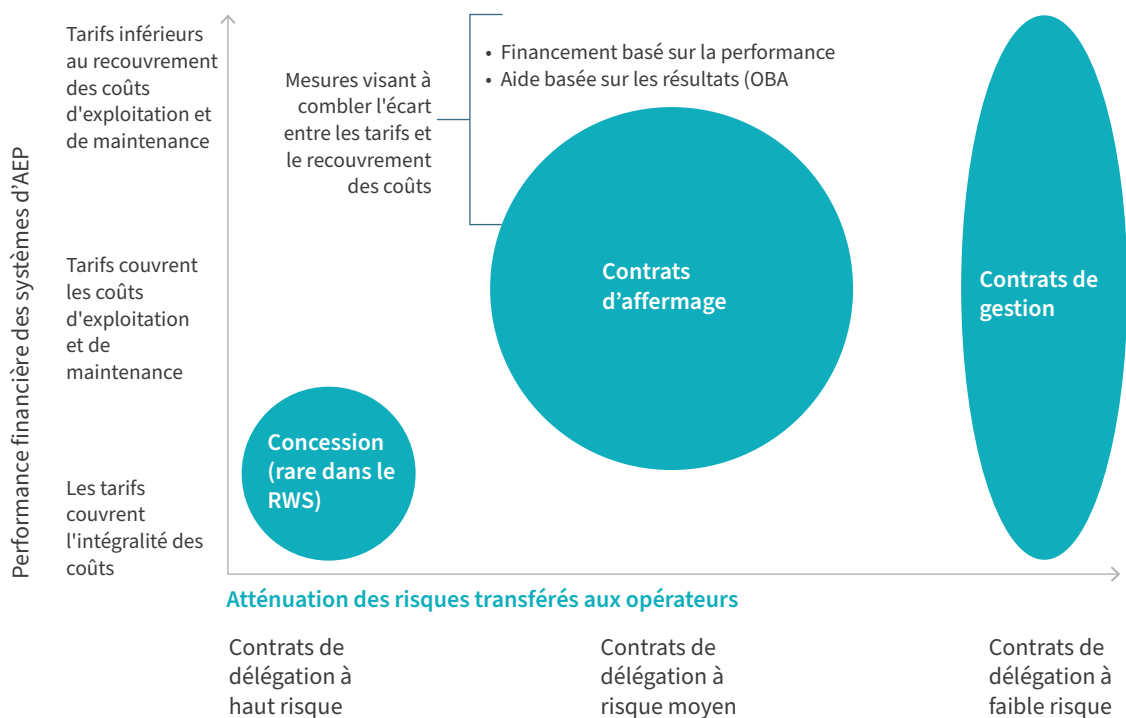 Performance financière des systèmes d’AEP
Tarifs inférieurs
au recouvrement
des coûts
d'exploitation et
de maintenance
Tarifs couvrent
les coûts
d'exploitation
et de
maintenance
Les tarifs
couvrent
l'intégralité des
coûts
Mesures visant à
combler l'écart
entre les tarifs et
le recouvrement
des coûts
• Financement basé sur la performance
• Aide basée sur les résultats (OBA
Concession
(rare dans le
RWS)
Contrats
d’affermage
Contrats de
gestion
Atténuation des risques transférés aux opérateurs
Contrats de
délégation à
haut risque
Contrats de
délégation à
risque moyen
Contrats de
délégation à
faible risque